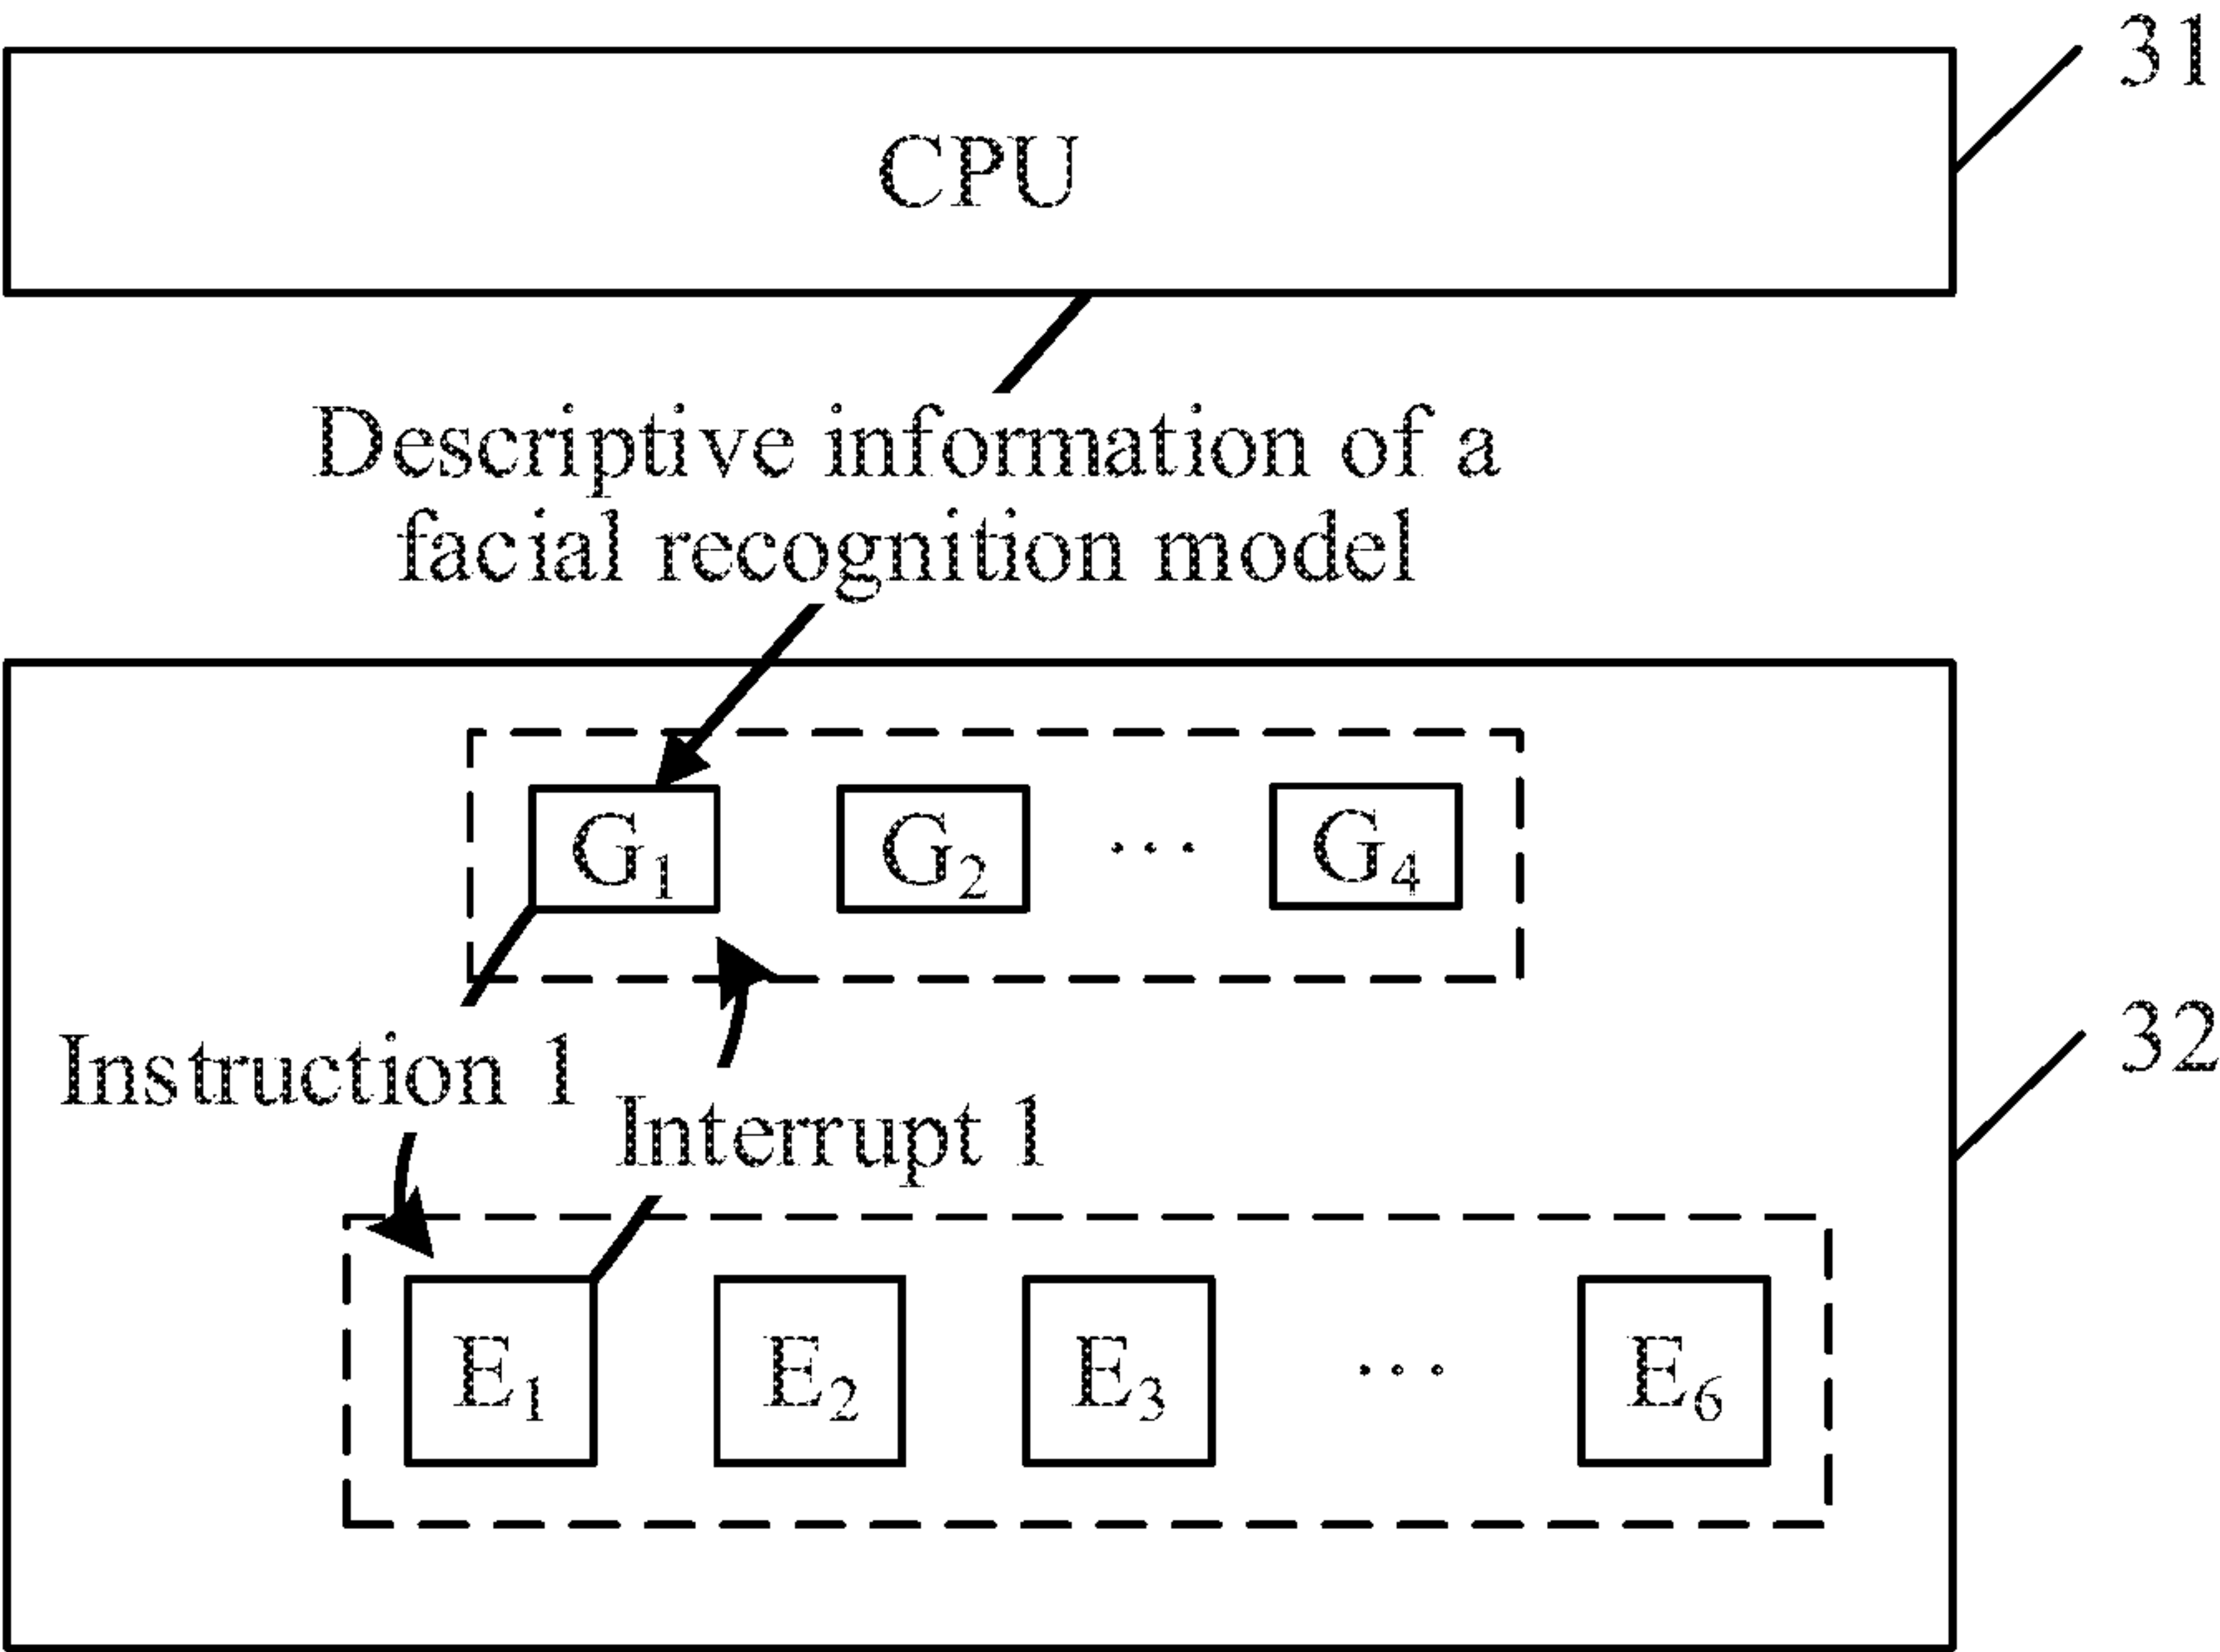 31
CPU
Descriptive information of a
facial recognition model
G₁ G₂ ... G₄
32
Instruction 1
Interrupt 1
E₁ E₂ E₃ ... E₆